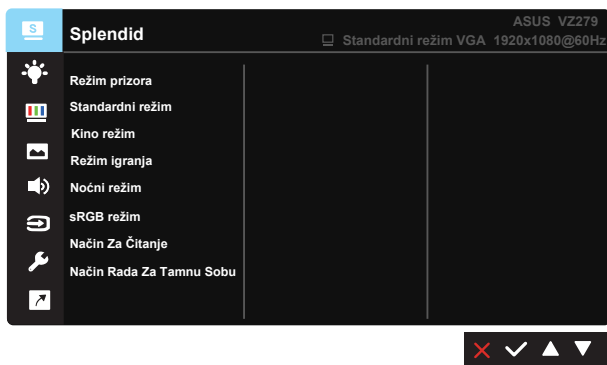 S
Splendid
ASUS VZ279
Standardni režim VGA 1920x1080@60Hz
Režim prizora
Standardni režim
Kino režim
Režim igranja
Noćni režim
sRGB režim
Način Za Čitanje
Način Rada Za Tamnu Sobu